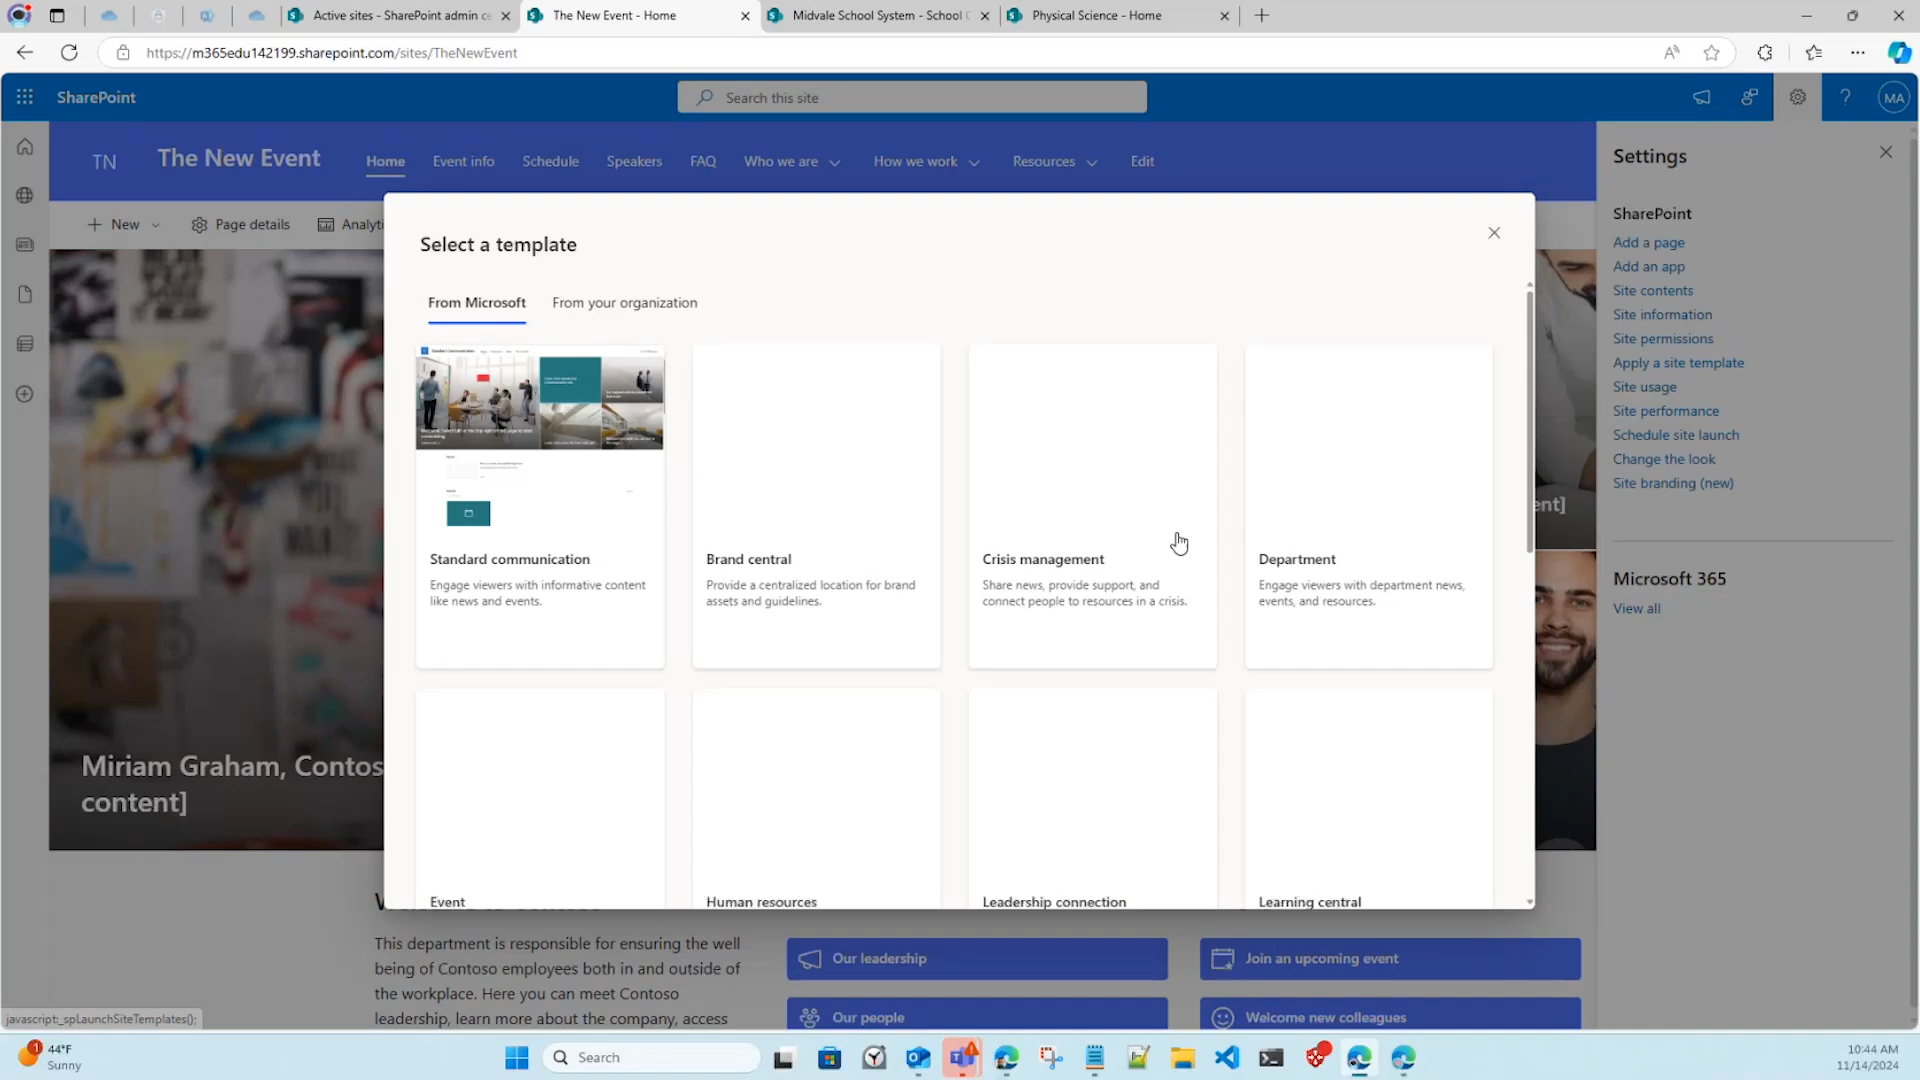 Active sites - SharePoint admin ce
The New Event - Home
Midvale School System - School C
Physical Science - Home
https://m365edu142199.sharepoint.com/sites/TheNewEvent
SharePoint
Search this site
MA
TN
The New Event
Home
Event info
Schedule
Speakers
FAQ
Who we are
How we work
Resources
Edit
New
Page details
Analyti
Select a template
From Microsoft
From your organization
Standard communication
Engage viewers with informative content
like news and events.
Brand central
Provide a centralized location for brand
assets and guidelines.
Crisis management
Share news, provide support, and
connect people to resources in a crisis.
Department
Engage viewers with department news,
events, and resources.
Event
Human resources
Leadership connection
Learning central
Settings
SharePoint
Add a page
Add an app
Site contents
Site information
Site permissions
Apply a site template
Site usage
Site performance
Schedule site launch
Change the look
Site branding (new)
Microsoft 365
View all
ent]
Miriam Graham, Contos
content]
This department is responsible for ensuring the well
being of Contoso employees both in and outside of
the workplace. Here you can meet Contoso
leadership, learn more about the company, access
Our leadership
Join an upcoming event
Our people
Welcome new colleagues
javascript:_spLaunchSiteTemplates();
1
44°F
Sunny
Search
10:44 AM
11/14/2024